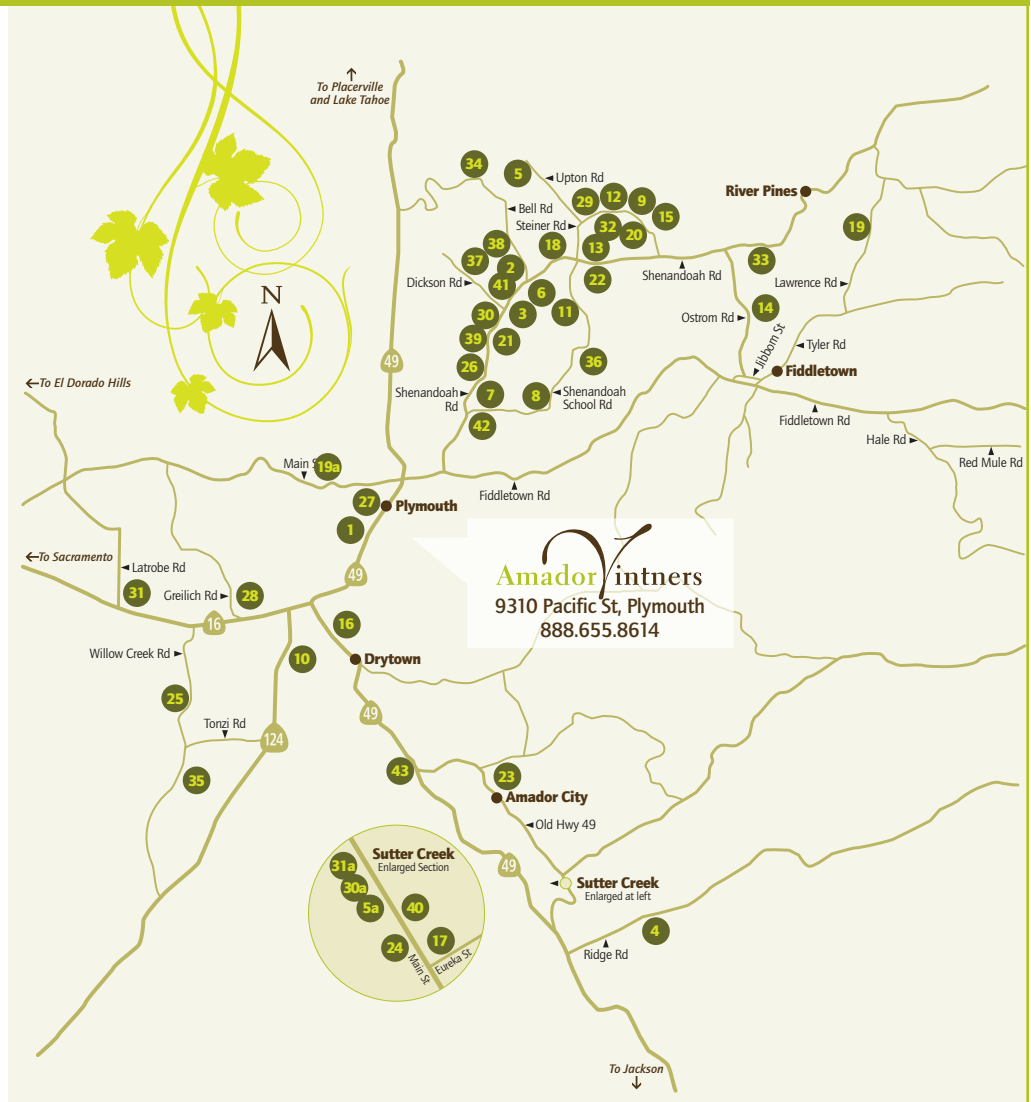 To Placerville
and Lake Tahoe
34
5
Upton Rd
River Pines
29
12
9
15
Bell Rd
Steiner Rd
32
20
19
38
18
13
33
37
2
Shenandoah Rd
Dickson Rd
41
22
Lawrence Rd
6
N
30
3
11
14
Ostrom Rd
39
21
Jibbom St
Tyler Rd
49
26
36
Fiddletown
To El Dorado Hills
Shenandoah
Rd
7
8
Shenandoah
School Rd
42
Fiddletown Rd
Hale Rd
Red Mule Rd
Main S
19a
Fiddletown Rd
27
Plymouth
1
To Sacramento
Latrobe Rd
49
Amador Vintners
9310 Pacific St, Plymouth
888.655.8614
31
Greilich Rd
28
16
16
Willow Creek Rd
10
Drytown
25
49
Tonzi Rd
124
35
43
23
Amador City
Old Hwy 49
Sutter Creek
Enlarged Section
31a
30a
5a
40
49
Sutter Creek
Enlarged at left
24
17
Main St
Eureka St
4
Ridge Rd
To Jackson